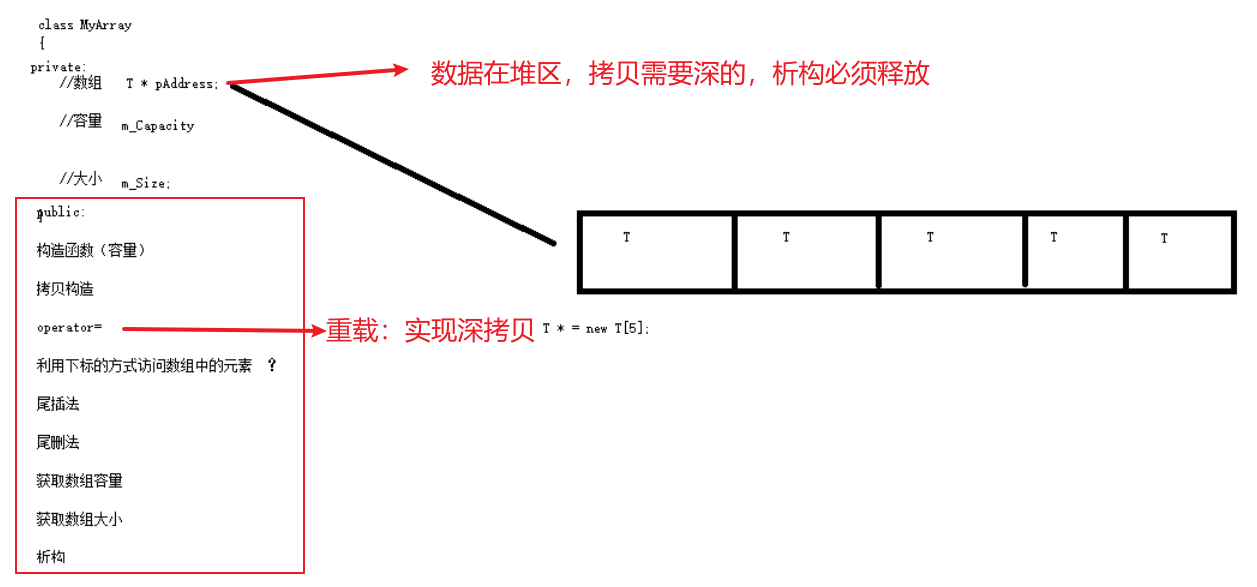 class MyArray
{
private:
//数组 T * pAddress;
数据在堆区，拷贝需要深的，析构必须释放
//容量 m_Capacity
//大小 m_Size;
public:
}
T T T T T
构造函数（容量）
拷贝构造
operator=
重载：实现深拷贝 T * = new T[5];
利用下标的方式访问数组中的元素 ？
尾插法
尾删法
获取数组容量
获取数组大小
析构